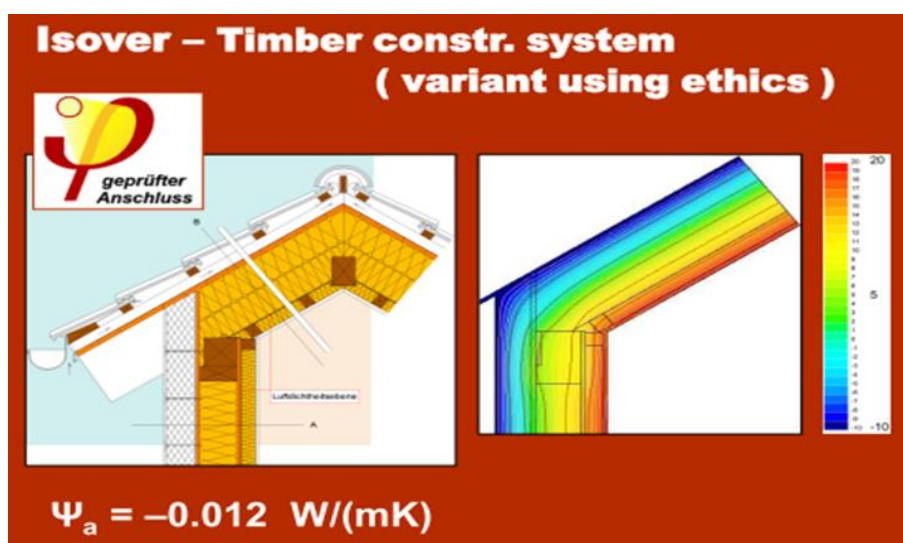 Isover – Timber constr. system
( variant using ethics )
geprüfter
Anschluss
B
Luftdichtheitsebene
A
20
5
-10
Ψa = –0.012 W/(mK)